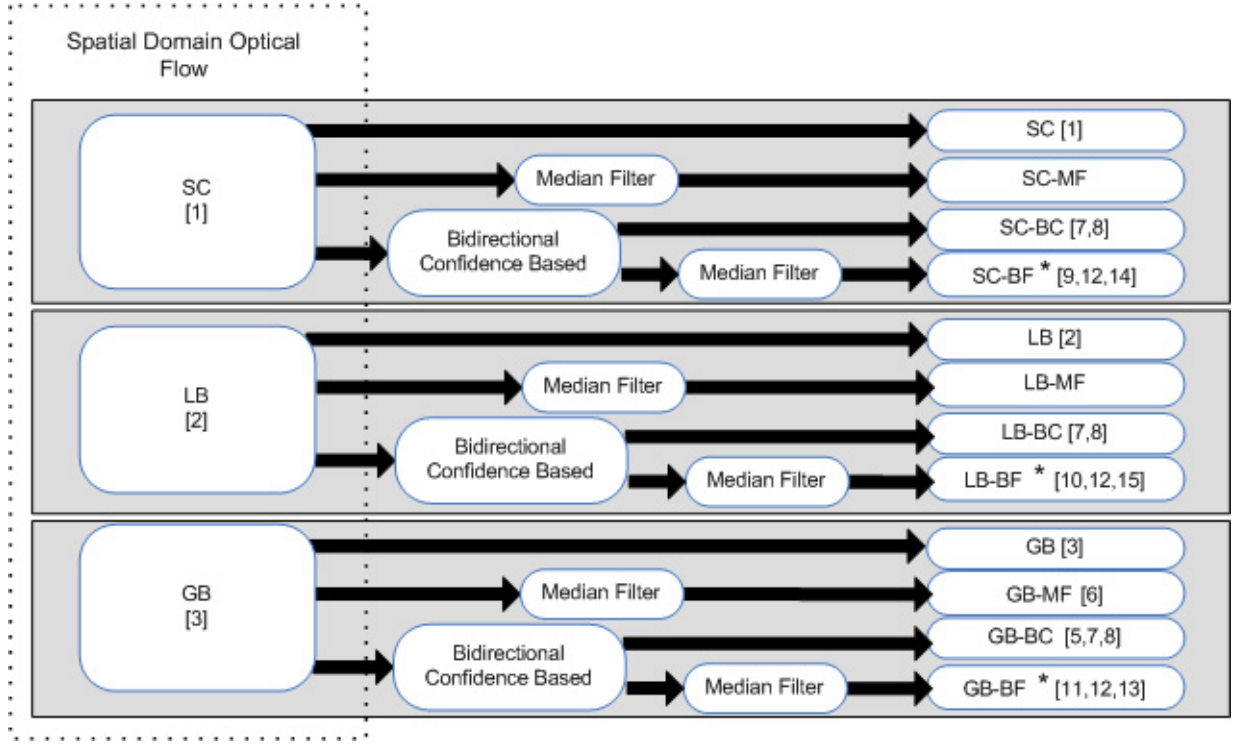 Spatial Domain Optical
Flow
SC
[1]
SC [1]
Median Filter
SC-MF
Bidirectional
Confidence Based
SC-BC [7,8]
Median Filter
SC-BF * [9,12,14]
LB
[2]
LB [2]
Median Filter
LB-MF
Bidirectional
Confidence Based
LB-BC [7,8]
Median Filter
LB-BF * [10,12,15]
GB
[3]
GB [3]
Median Filter
GB-MF [6]
Bidirectional
Confidence Based
GB-BC [5,7,8]
Median Filter
GB-BF * [11,12,13]